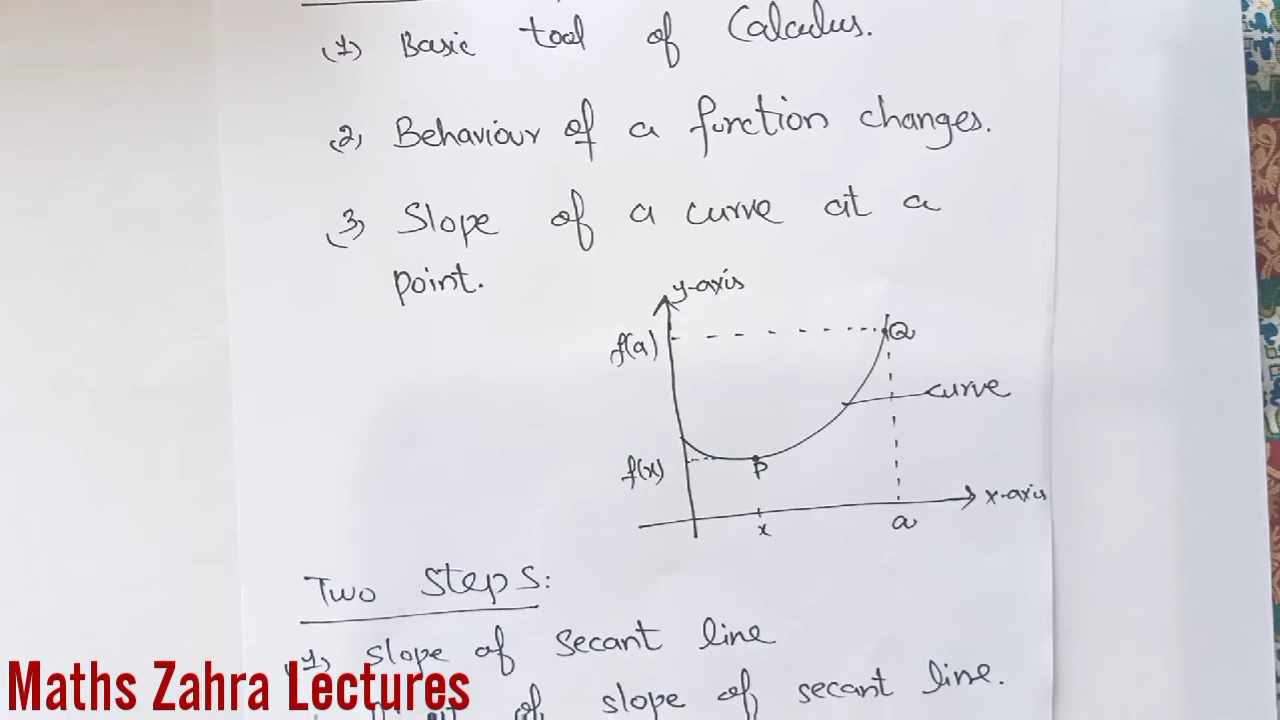 (1) Basic tool of Calculus.
(2) Behaviour of a function changes.
(3) Slope of a curve at a
point.
y-axis
f(a)
Q
curve
f(x)
P
x-axis
x
a
Two Steps:
(1) slope of secant line
of slope of secant line.
Maths Zahra Lectures